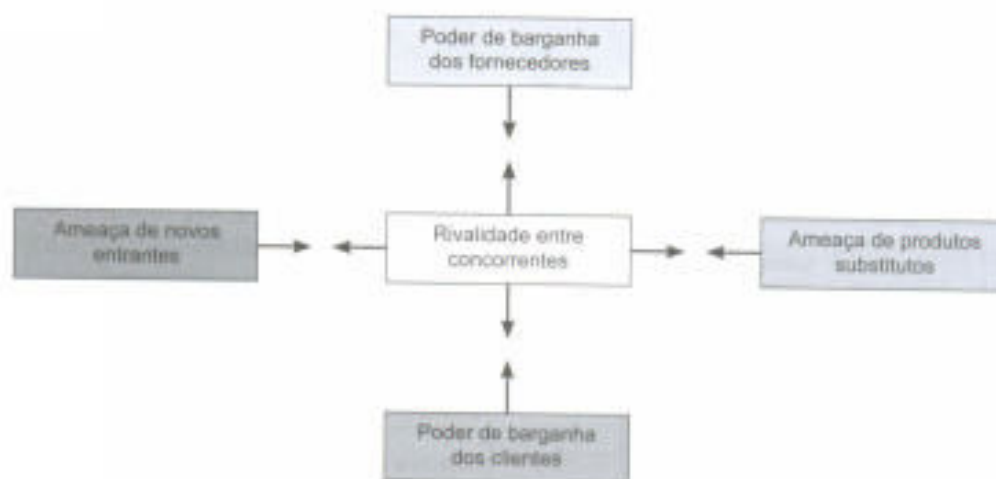 Poder de barganha
dos fornecedores
Ameaça de novos
entrantes
Rivalidade entre
concorrentes
Ameaça de produtos
substitutos
Poder de barganha
dos clientes